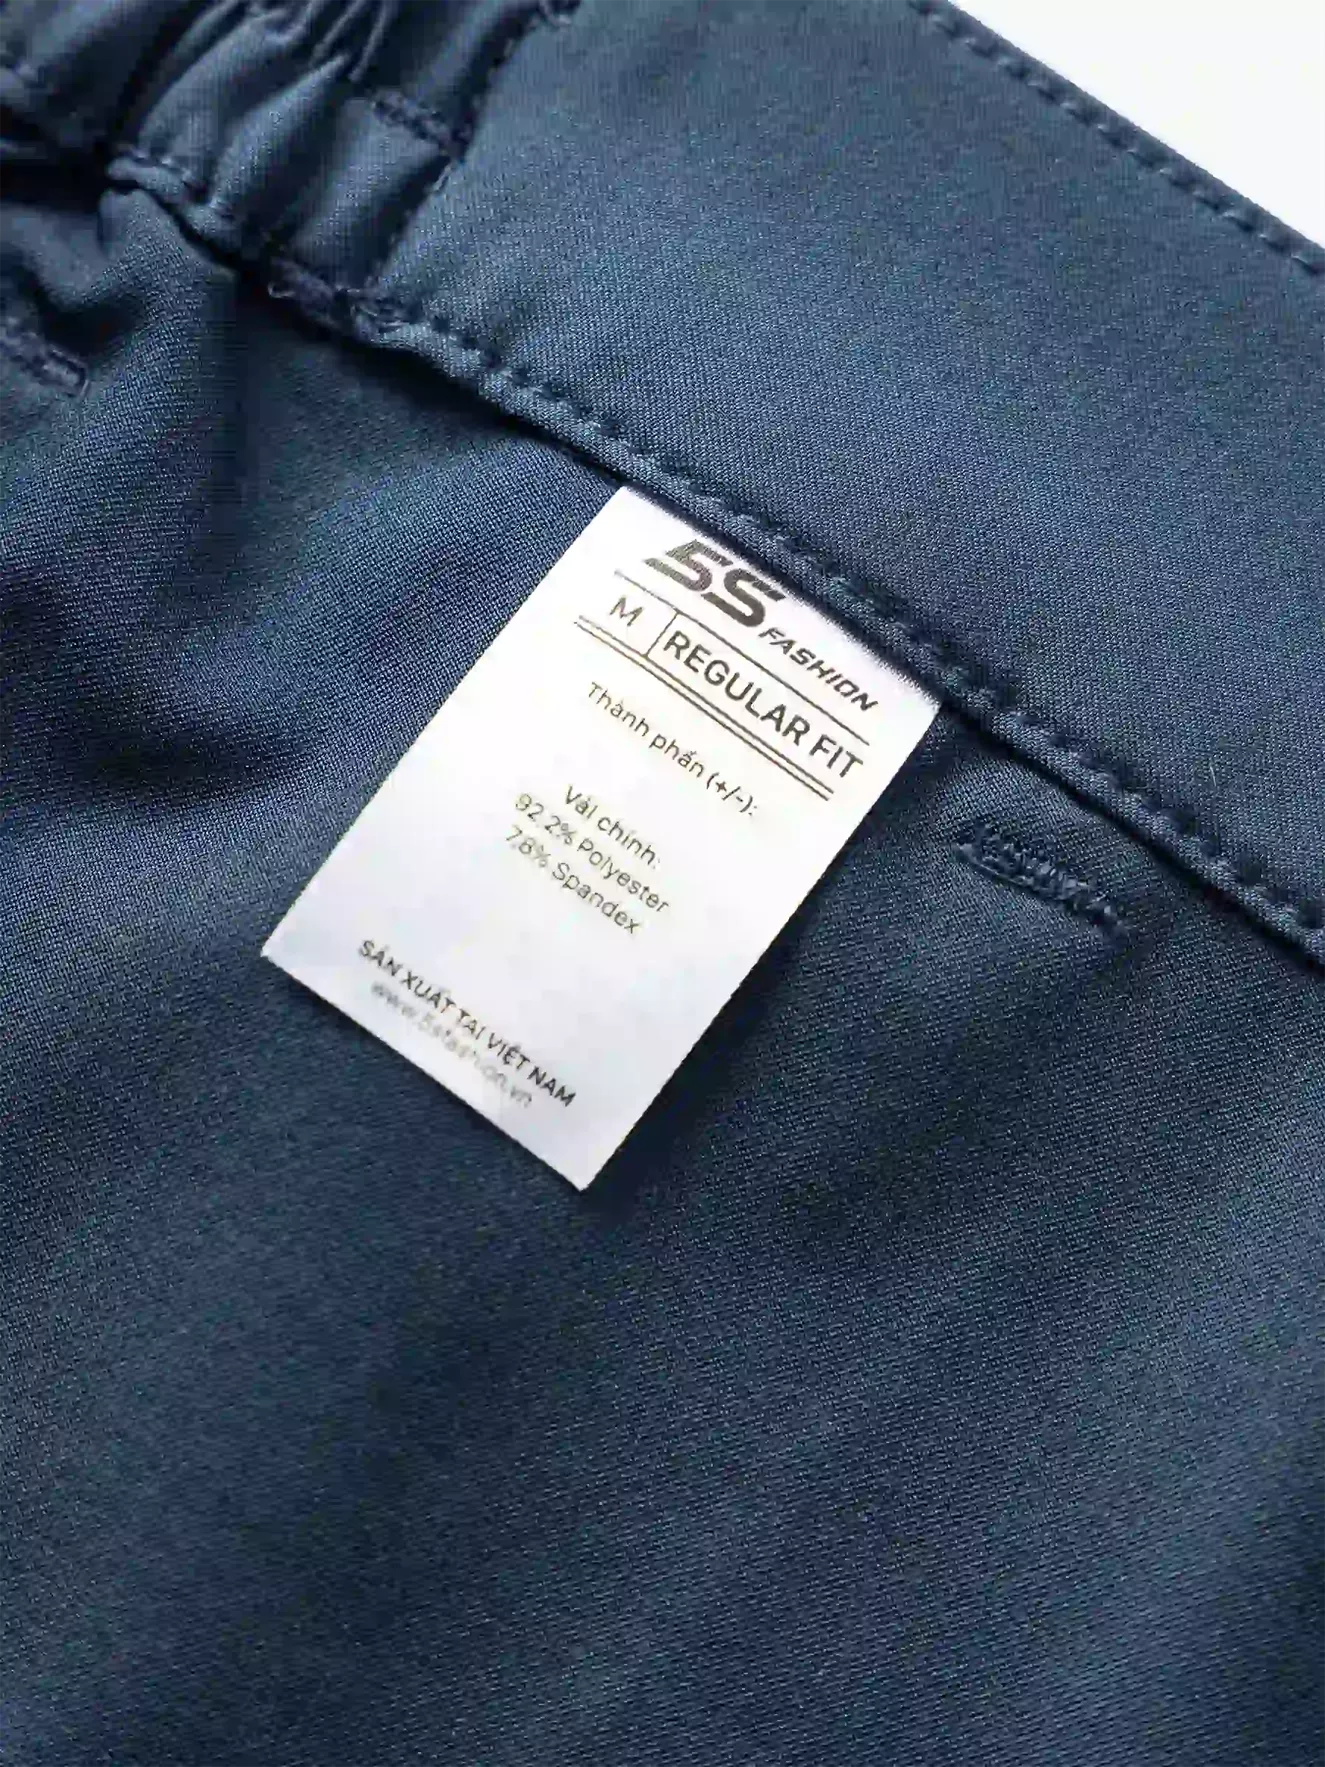 5S FASHION
M REGULAR FIT
Thành phần (+/-):
Vải chính:
92.2% Polyester
7.8% Spandex
SẢN XUẤT TẠI VIỆT NAM
www.5sfashion.vn